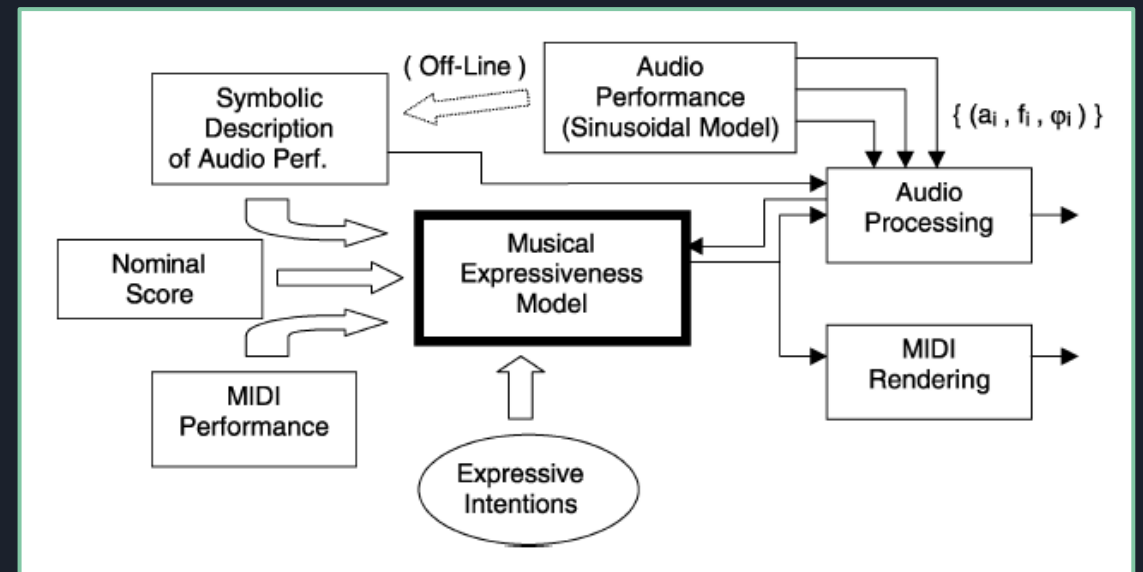 ( Off-Line )
Audio
Performance
(Sinusoidal Model)
Symbolic
Description
of Audio Perf.
{ (aᵢ , fᵢ , φᵢ ) }
Audio
Processing
Musical
Expressiveness
Model
Nominal
Score
MIDI
Rendering
MIDI
Performance
Expressive
Intentions